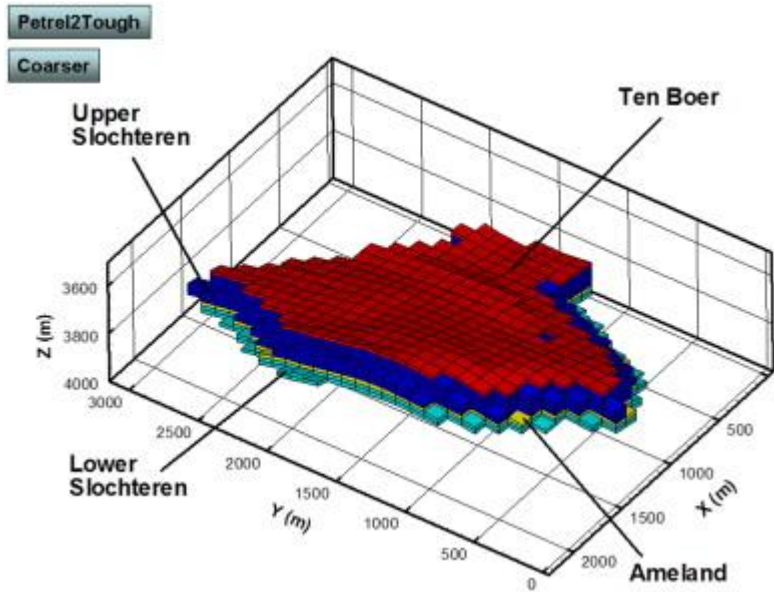 Petrel2Tough
Coarser
Upper
Slochteren
Ten Boer
3600
3800
4000
Z (m)
3000
2500
2000
1500
1000
500
0
Y (m)
500
1000
1500
2000
X (m)
Lower
Slochteren
Ameland